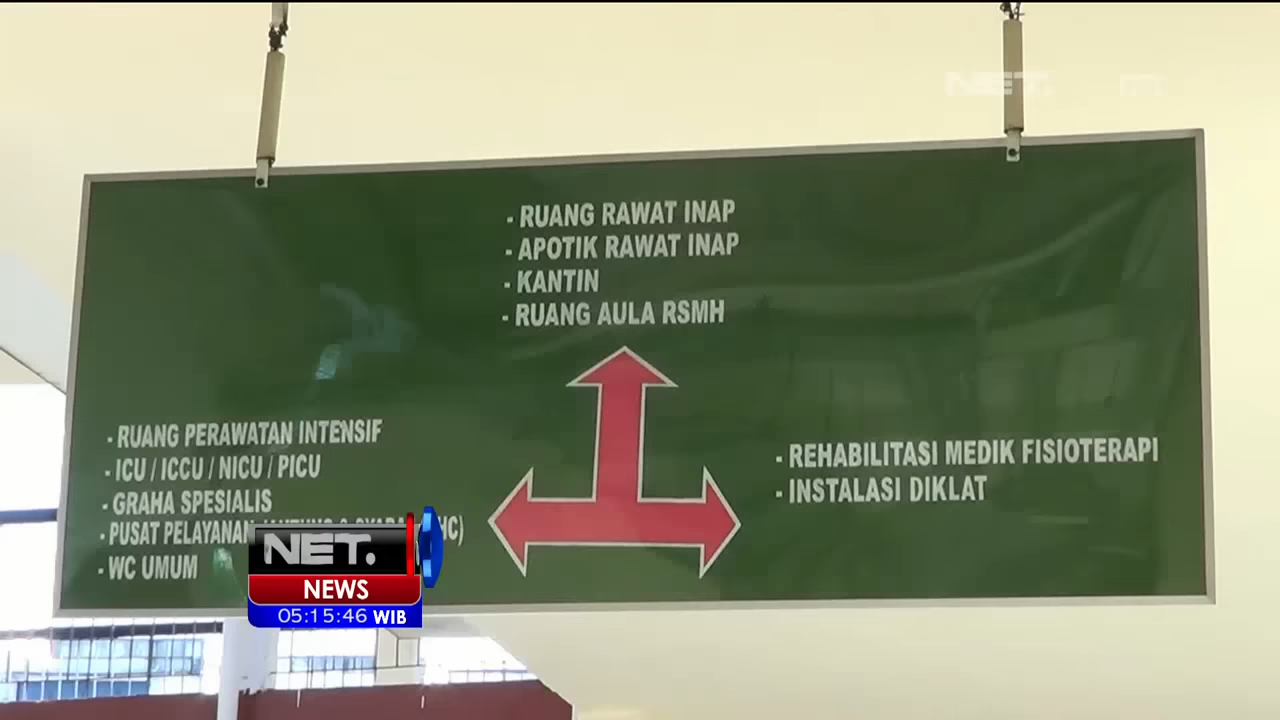 NET.
- RUANG RAWAT INAP
- APOTIK RAWAT INAP
- KANTIN
- RUANG AULA RSMH
- RUANG PERAWATAN INTENSIF
- ICU / ICCU / NICU / PICU
- GRAHA SPESIALIS
- PUSAT PELAYANAN
- WC UMUM
- REHABILITASI MEDIK FISIOTERAPI
- INSTALASI DIKLAT
NET.
NEWS
05:15:46 WIB